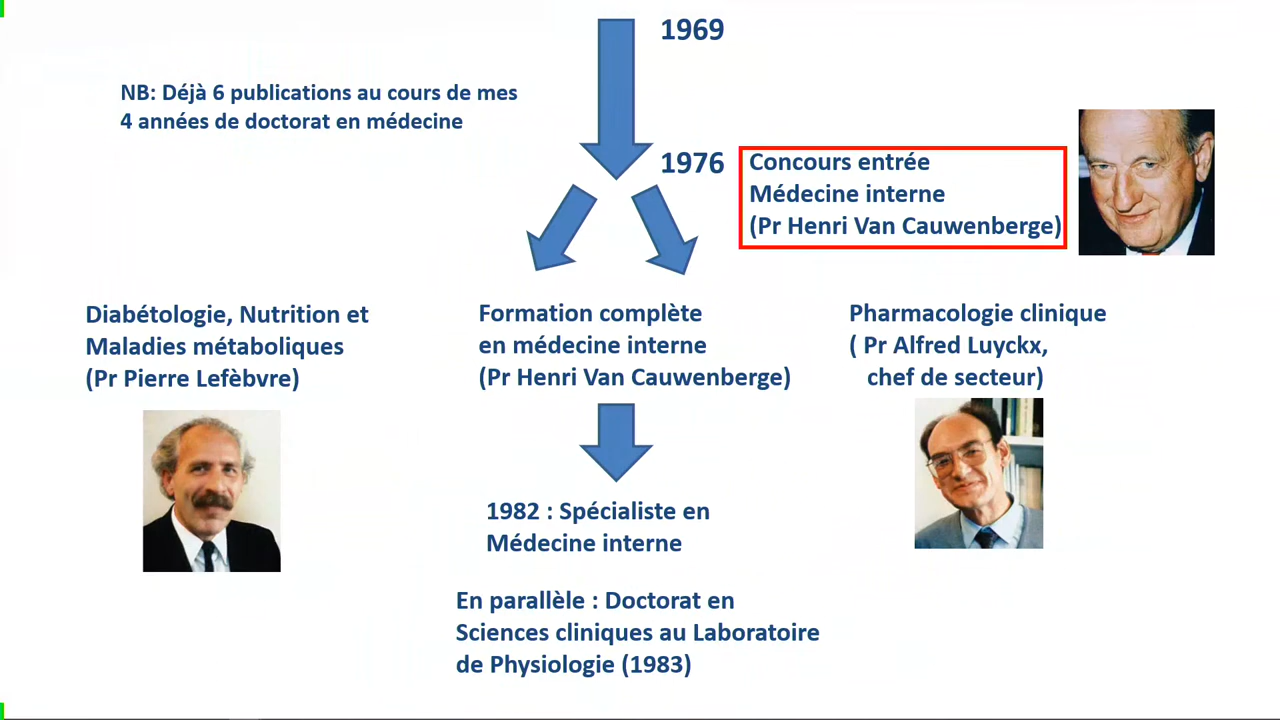 1969
NB: Déjà 6 publications au cours de mes
4 années de doctorat en médecine
1976
Concours entrée
Médecine interne
(Pr Henri Van Cauwenberge)
Diabétologie, Nutrition et
Maladies métaboliques
(Pr Pierre Lefèbvre)
Formation complète
en médecine interne
(Pr Henri Van Cauwenberge)
Pharmacologie clinique
( Pr Alfred Luyckx,
chef de secteur)
1982 : Spécialiste en
Médecine interne
En parallèle : Doctorat en
Sciences cliniques au Laboratoire
de Physiologie (1983)